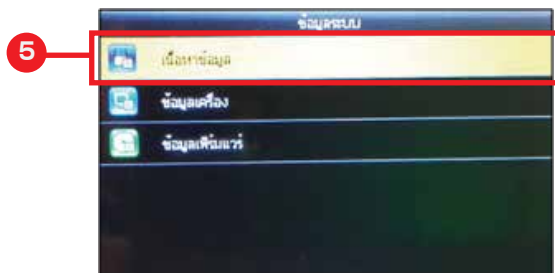 ข้อมูลระบบ
5
เนื้อหาข้อมูล
ข้อมูลเครื่อง
ข้อมูลเฟิร์มแวร์